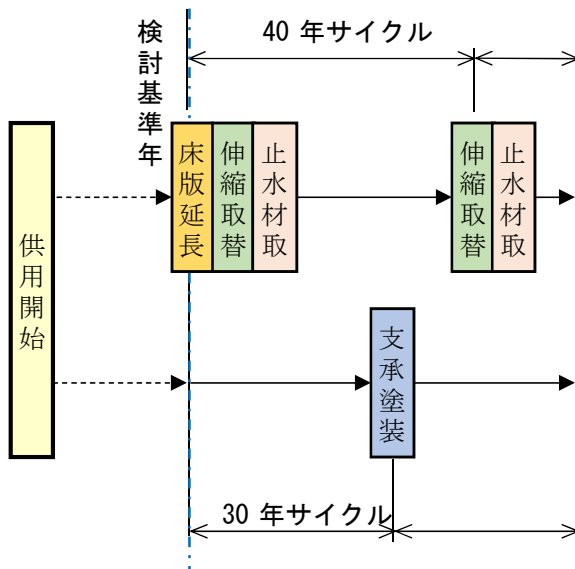 検討基準年
40 年サイクル
供用開始
床版延長
伸縮取替
止水材取
伸縮取替
止水材取
支承塗装
30 年サイクル